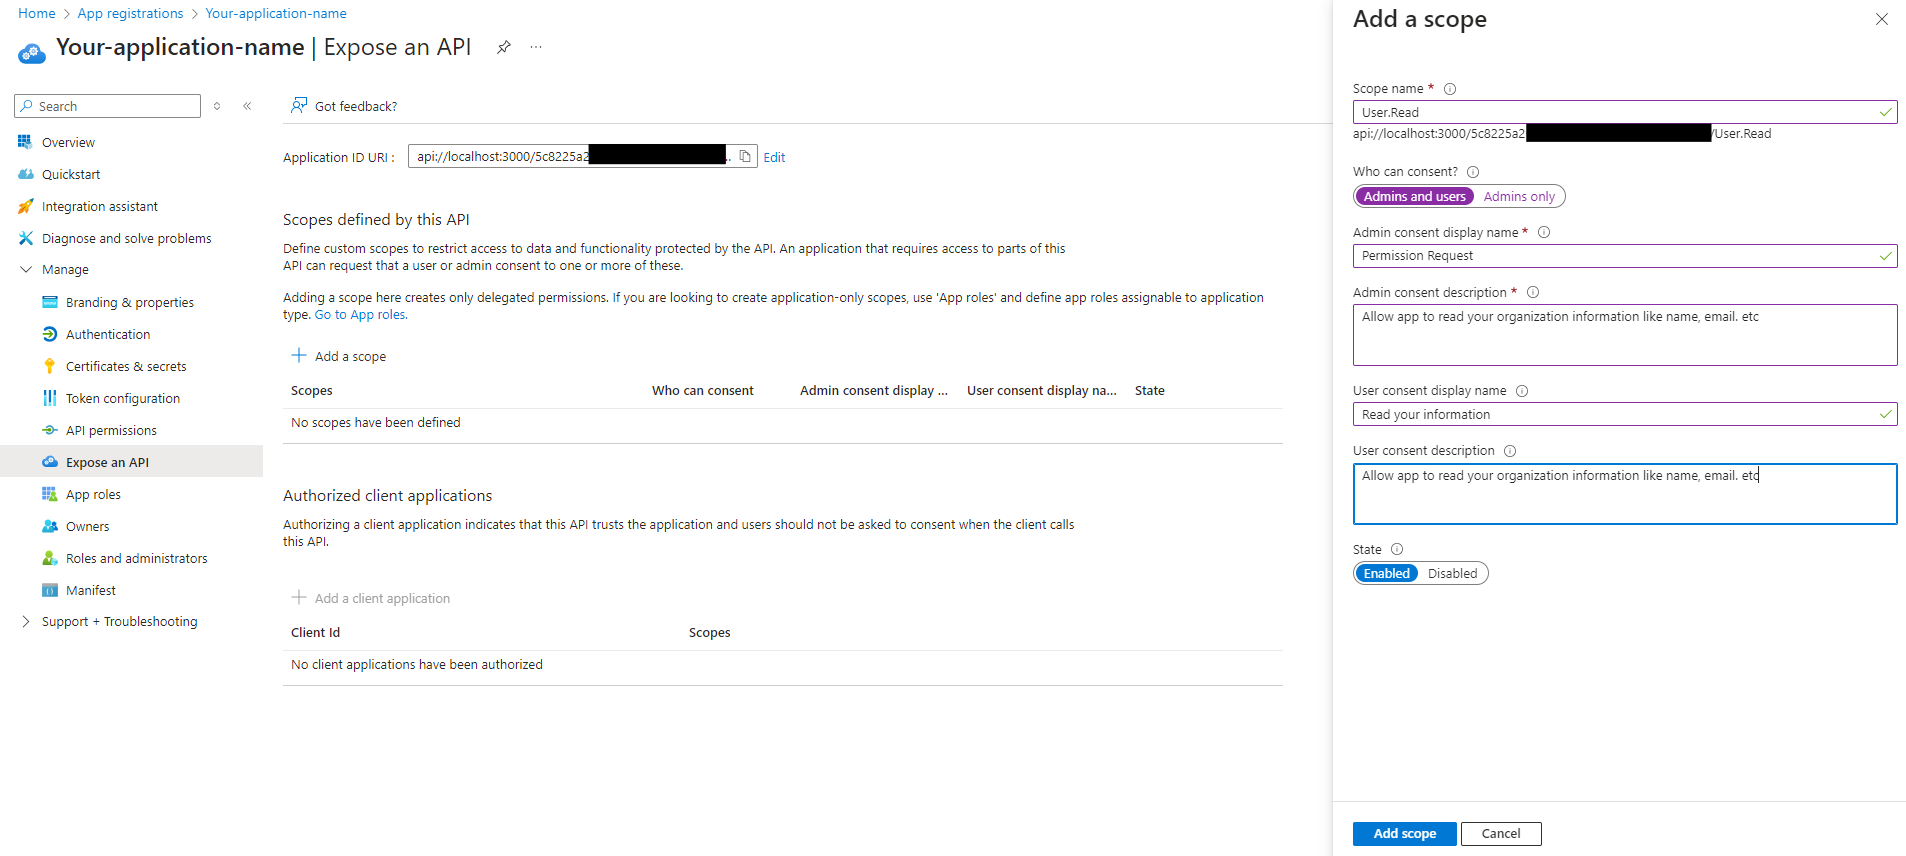 Home > App registrations > Your-application-name
Your-application-name | Expose an API
Search
Overview
Quickstart
Integration assistant
Diagnose and solve problems
Manage
Branding & properties
Authentication
Certificates & secrets
Token configuration
API permissions
Expose an API
App roles
Owners
Roles and administrators
Manifest
Support + Troubleshooting
Got feedback?
Application ID URI : api://localhost:3000/5c8225a2 .. Edit
Scopes defined by this API
Define custom scopes to restrict access to data and functionality protected by the API. An application that requires access to parts of this
API can request that a user or admin consent to one or more of these.
Adding a scope here creates only delegated permissions. If you are looking to create application-only scopes, use 'App roles' and define app roles assignable to application
type. Go to App roles.
Add a scope
Scopes Who can consent Admin consent display ... User consent display na... State
No scopes have been defined
Authorized client applications
Authorizing a client application indicates that this API trusts the application and users should not be asked to consent when the client calls
this API.
Add a client application
Client Id Scopes
No client applications have been authorized
Add a scope
Scope name *
User.Read
api://localhost:3000/5c8225a2 /User.Read
Who can consent?
Admins and users Admins only
Admin consent display name *
Permission Request
Admin consent description *
Allow app to read your organization information like name, email. etc
User consent display name
Read your information
User consent description
Allow app to read your organization information like name, email. etc
State
Enabled Disabled
Add scope Cancel